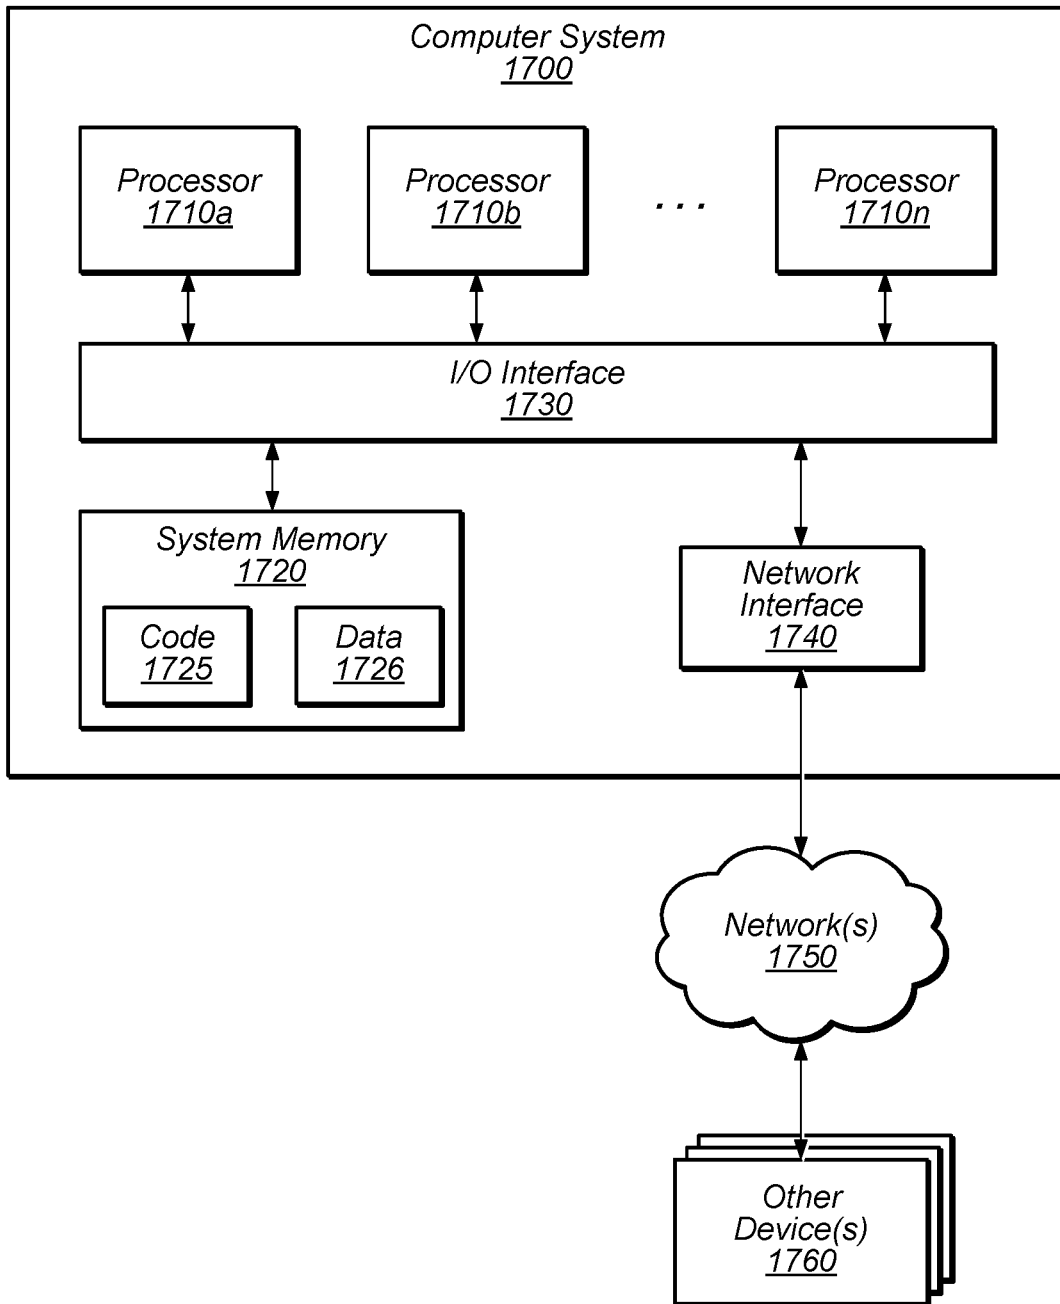 Computer System
1700
Processor
1710a
Processor
1710b
...
Processor
1710n
I/O Interface
1730
System Memory
1720
Code
1725
Data
1726
Network
Interface
1740
Network(s)
1750
Other
Device(s)
1760